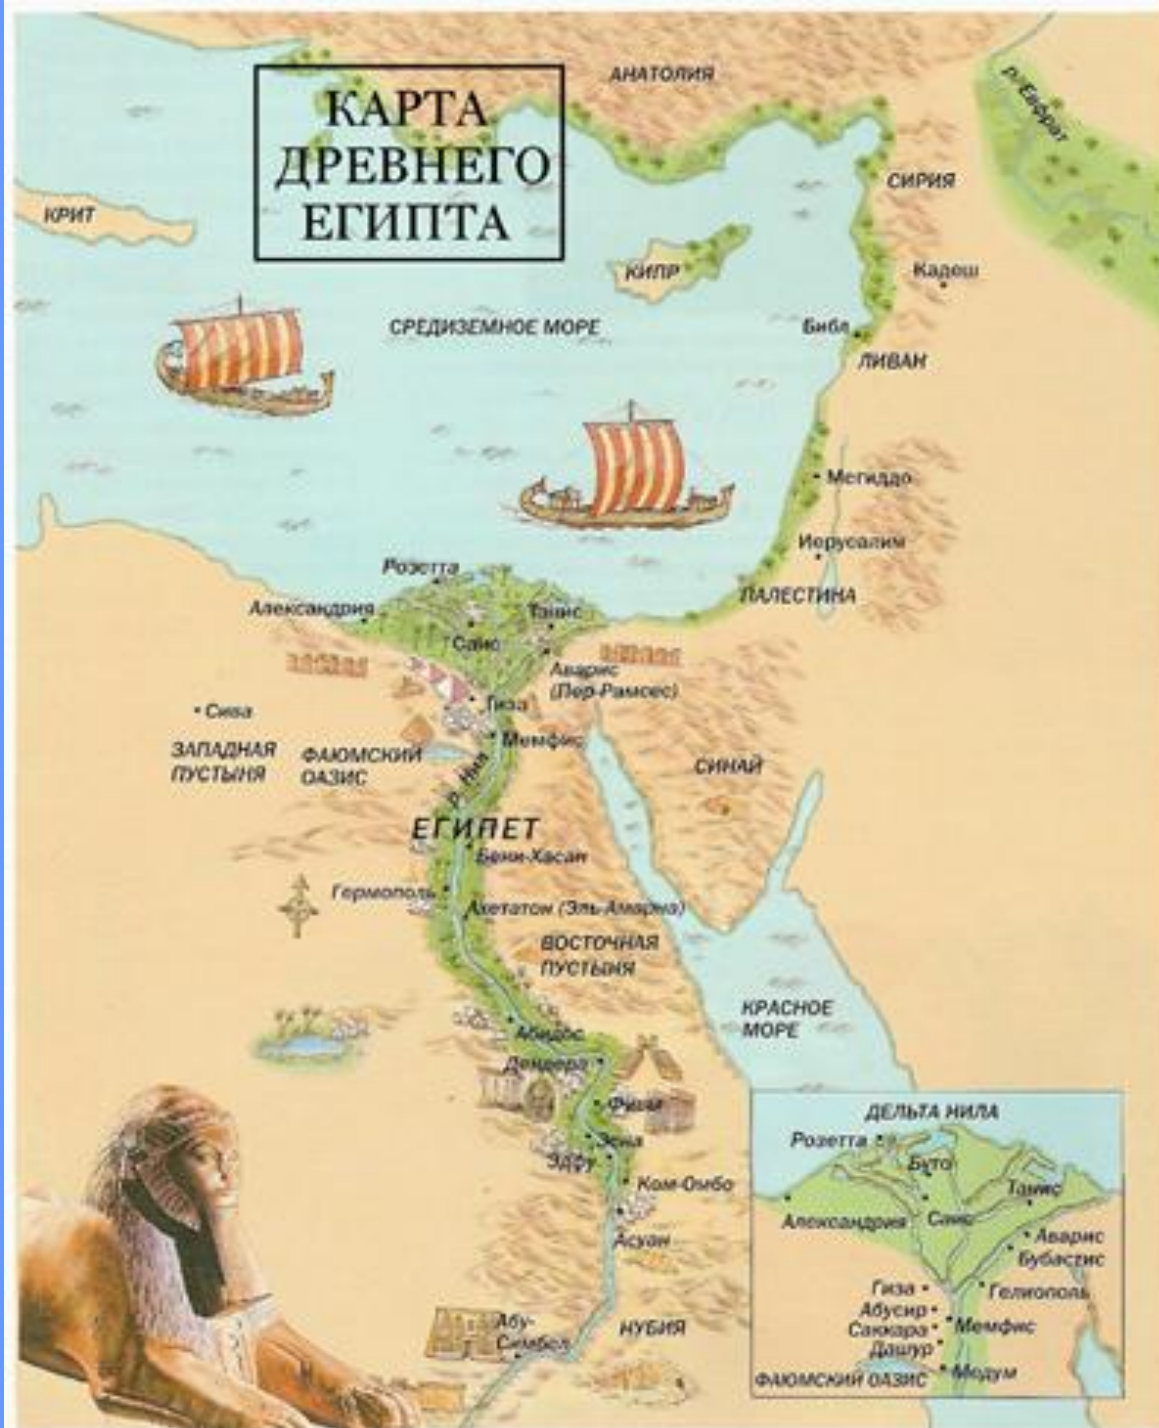 КАРТА
ДРЕВНЕГО
ЕГИПТА
АНАТОЛИЯ
р. Евфрат
СИРИЯ
КРИТ
КИПР
Кадеш
СРЕДИЗЕМНОЕ МОРЕ
Библ
ЛИВАН
Мегиддо
Иерусалим
ПАЛЕСТИНА
Розетта
Александрия
Танис
Саис
Аварис
(Пер-Рамсес)
Гиза
Сива
Мемфис
ЗАПАДНАЯ
ПУСТЫНЯ
ФАЮМСКИЙ
ОАЗИС
р. Нил
СИНАЙ
ЕГИПЕТ
Бени-Хасан
Гермополь
Ахетатон (Эль-Амарна)
ВОСТОЧНАЯ
ПУСТЫНЯ
КРАСНОЕ
МОРЕ
Абидос
Дендера
Фивы
Эсна
Эдфу
Ком-Омбо
Асуан
Абу-
Симбел
НУБИЯ
ДЕЛЬТА НИЛА
Розетта
Буто
Танис
Александрия
Саис
Аварис
Бубастис
Гиза
Гелиополь
Абусир
Саккара
Мемфис
Дашур
ФАЮМСКИЙ ОАЗИС
Медум